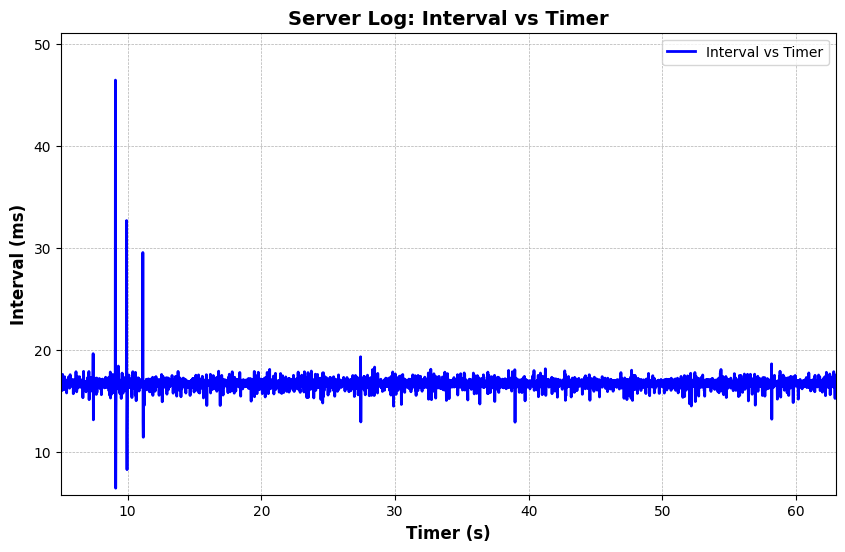 Server Log: Interval vs Timer
Interval vs Timer
50
40
30
20
10
Interval (ms)
10 20 30 40 50 60
Timer (s)